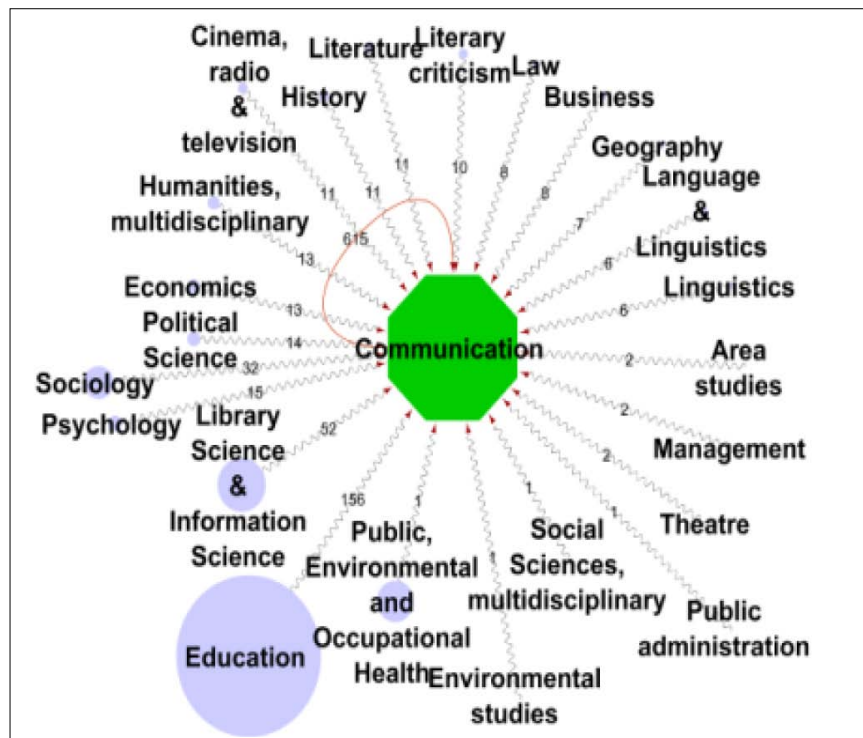 Cinema,
radio
&
television
Literature
Literary
criticism
Law
History
Business
Geography
Humanities,
multidisciplinary
Language
&
Linguistics
11
11
11
10
8
8
7
615
13
6
Economics
13
Linguistics
6
Political
Science
14
Communication
Area
studies
2
Sociology
32
Psychology
15
Library
Science
&
Information
Science
52
Management
2
Theatre
2
156
1
1
1
1
Public,
Environmental
and
Occupational
Health
Social
Sciences,
multidisciplinary
Public
administration
Education
Environmental
studies